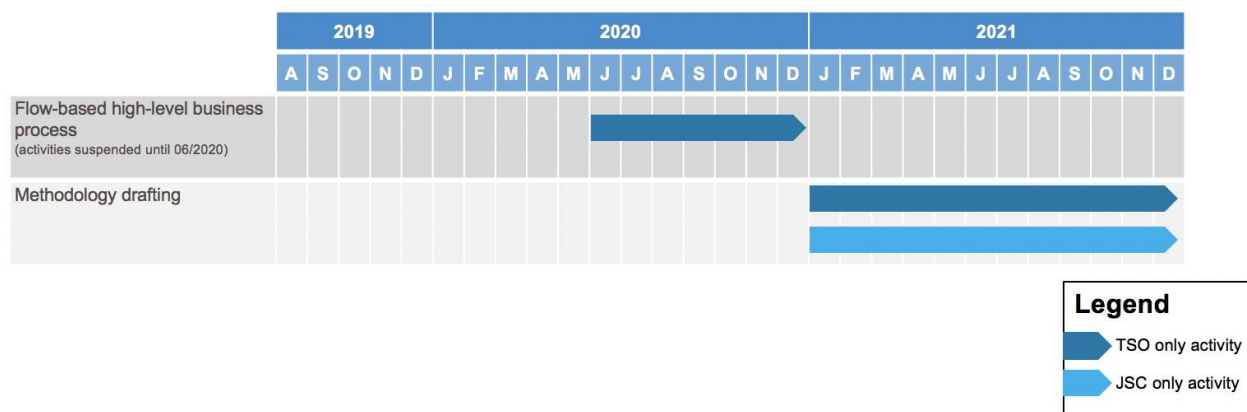 2019 2020 2021
A S O N D J F M A M J J A S O N D J F M A M J J A S O N D
Flow-based high-level business
process
(activities suspended until 06/2020)
Methodology drafting
Legend
TSO only activity
JSC only activity